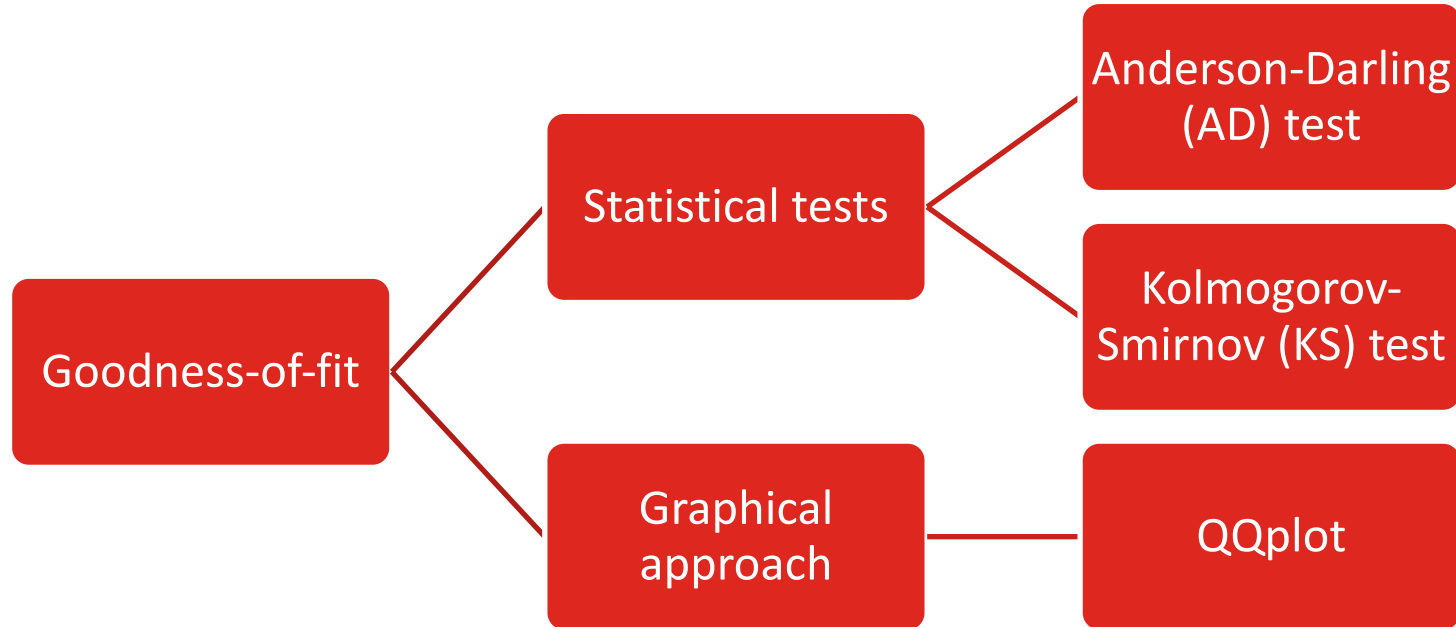 Goodness-of-fit
Statistical tests
Anderson-Darling
(AD) test
Kolmogorov-
Smirnov (KS) test
Graphical
approach
QQplot